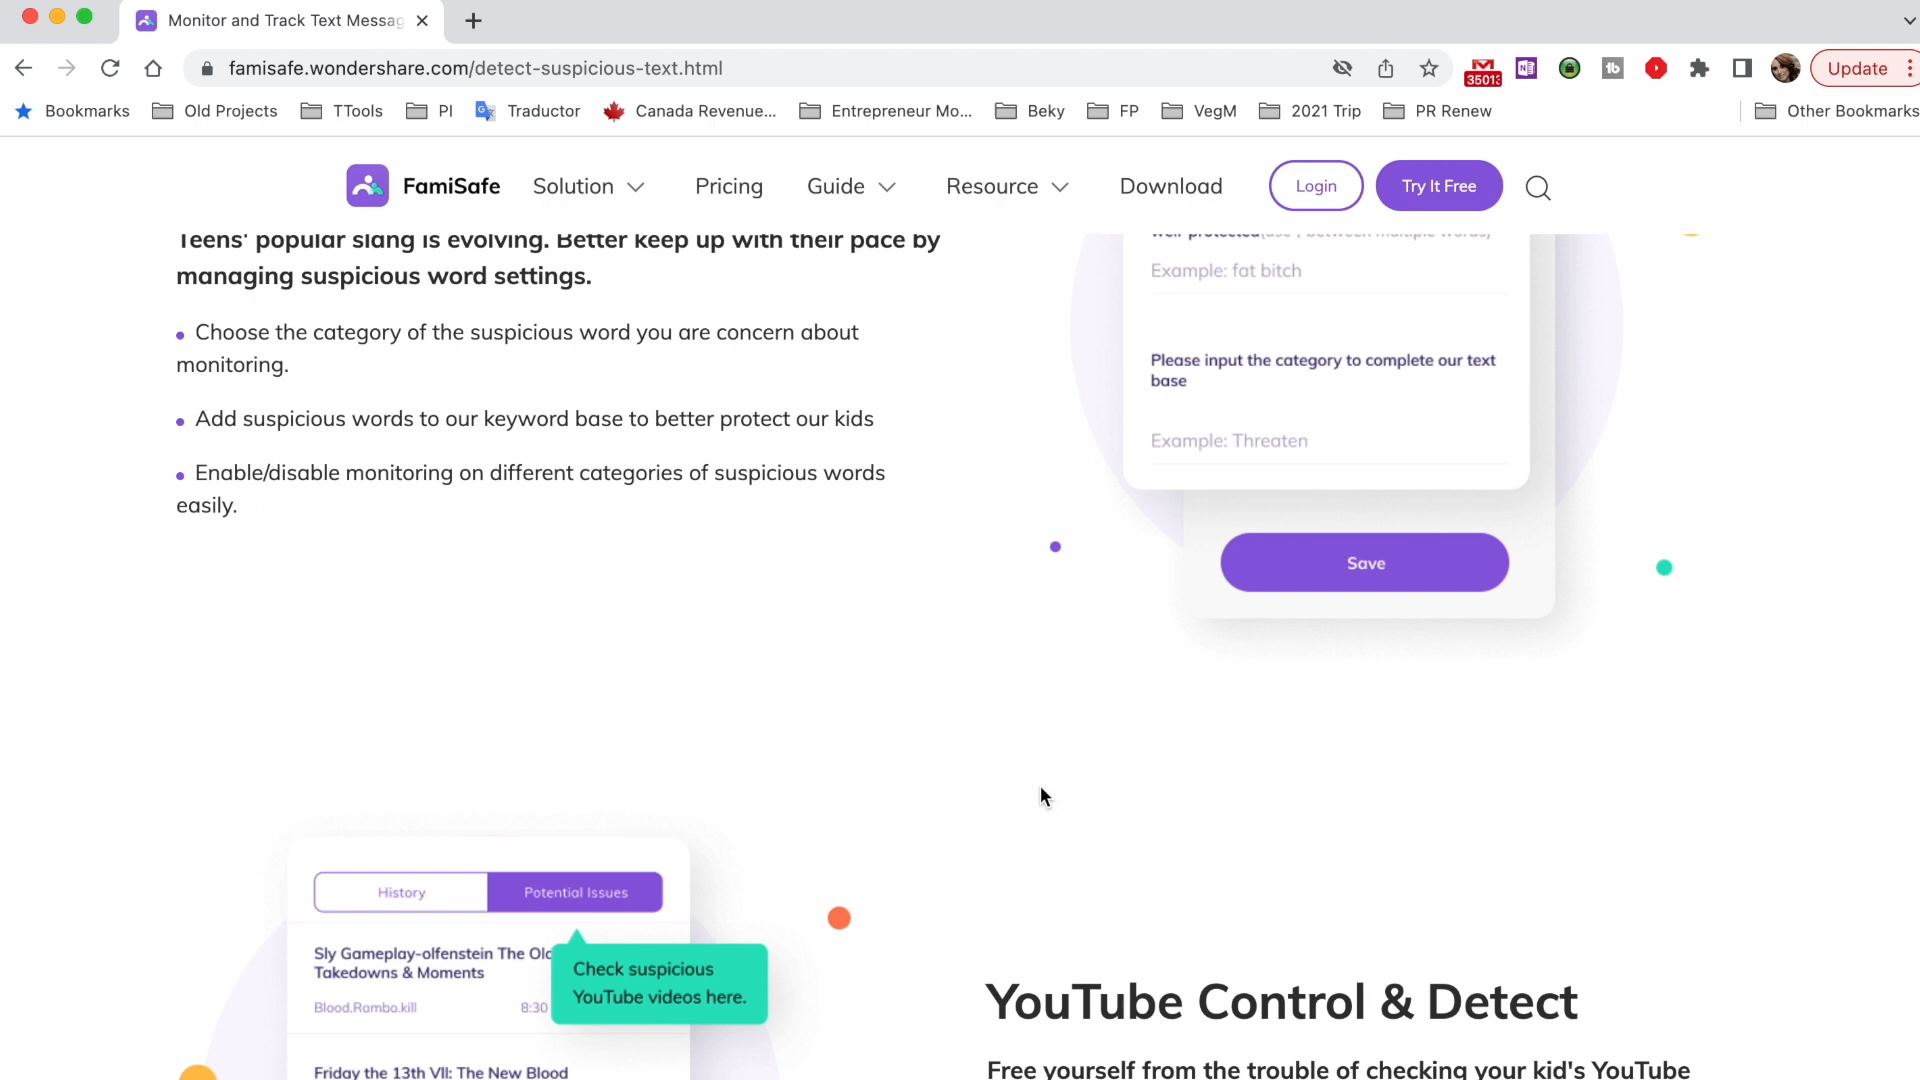 Monitor and Track Text Messag
famisafe.wondershare.com/detect-suspicious-text.html
35013
Update
Bookmarks
Old Projects
TTools
PI
Traductor
Canada Revenue...
Entrepreneur Mo...
Beky
FP
VegM
2021 Trip
PR Renew
Other Bookmarks
FamiSafe
Solution
Pricing
Guide
Resource
Download
Login
Try It Free
Teens' popular slang is evolving. Better keep up with their pace by
managing suspicious word settings.
• Choose the category of the suspicious word you are concern about
monitoring.
• Add suspicious words to our keyword base to better protect our kids
• Enable/disable monitoring on different categories of suspicious words
easily.
well-protected(use , between multiple words)
Example: fat bitch
Please input the category to complete our text
base
Example: Threaten
Save
History
Potential Issues
Sly Gameplay-olfenstein The Old
Takedowns & Moments
Blood.Rambo.kill
8:30
Check suspicious
YouTube videos here.
Friday the 13th VII: The New Blood
YouTube Control & Detect
Free yourself from the trouble of checking your kid's YouTube